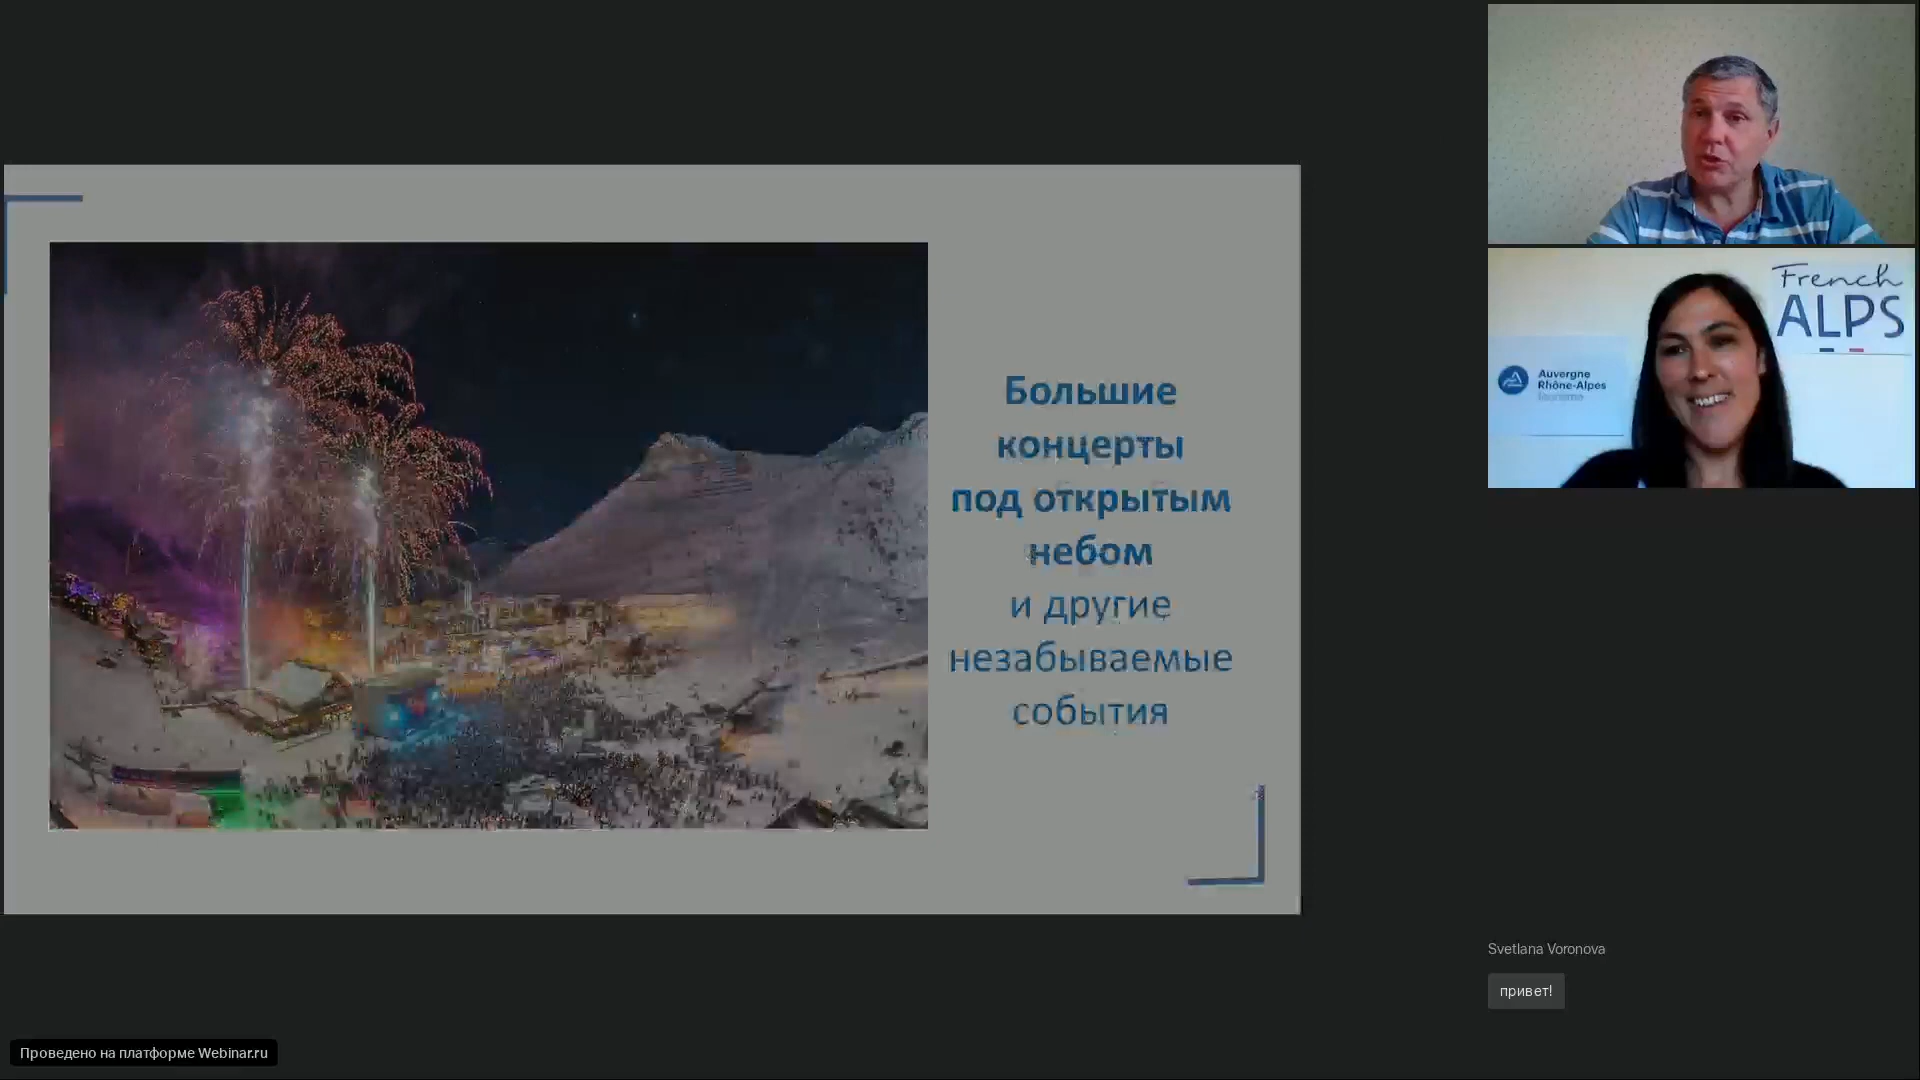 Большие
концерты
под открытым
небом
и другие
незабываемые
события
French
ALPS
Auvergne
Rhône-Alpes
Tourisme
Svetlana Voronova
привет!
Проведено на платформе Webinar.ru